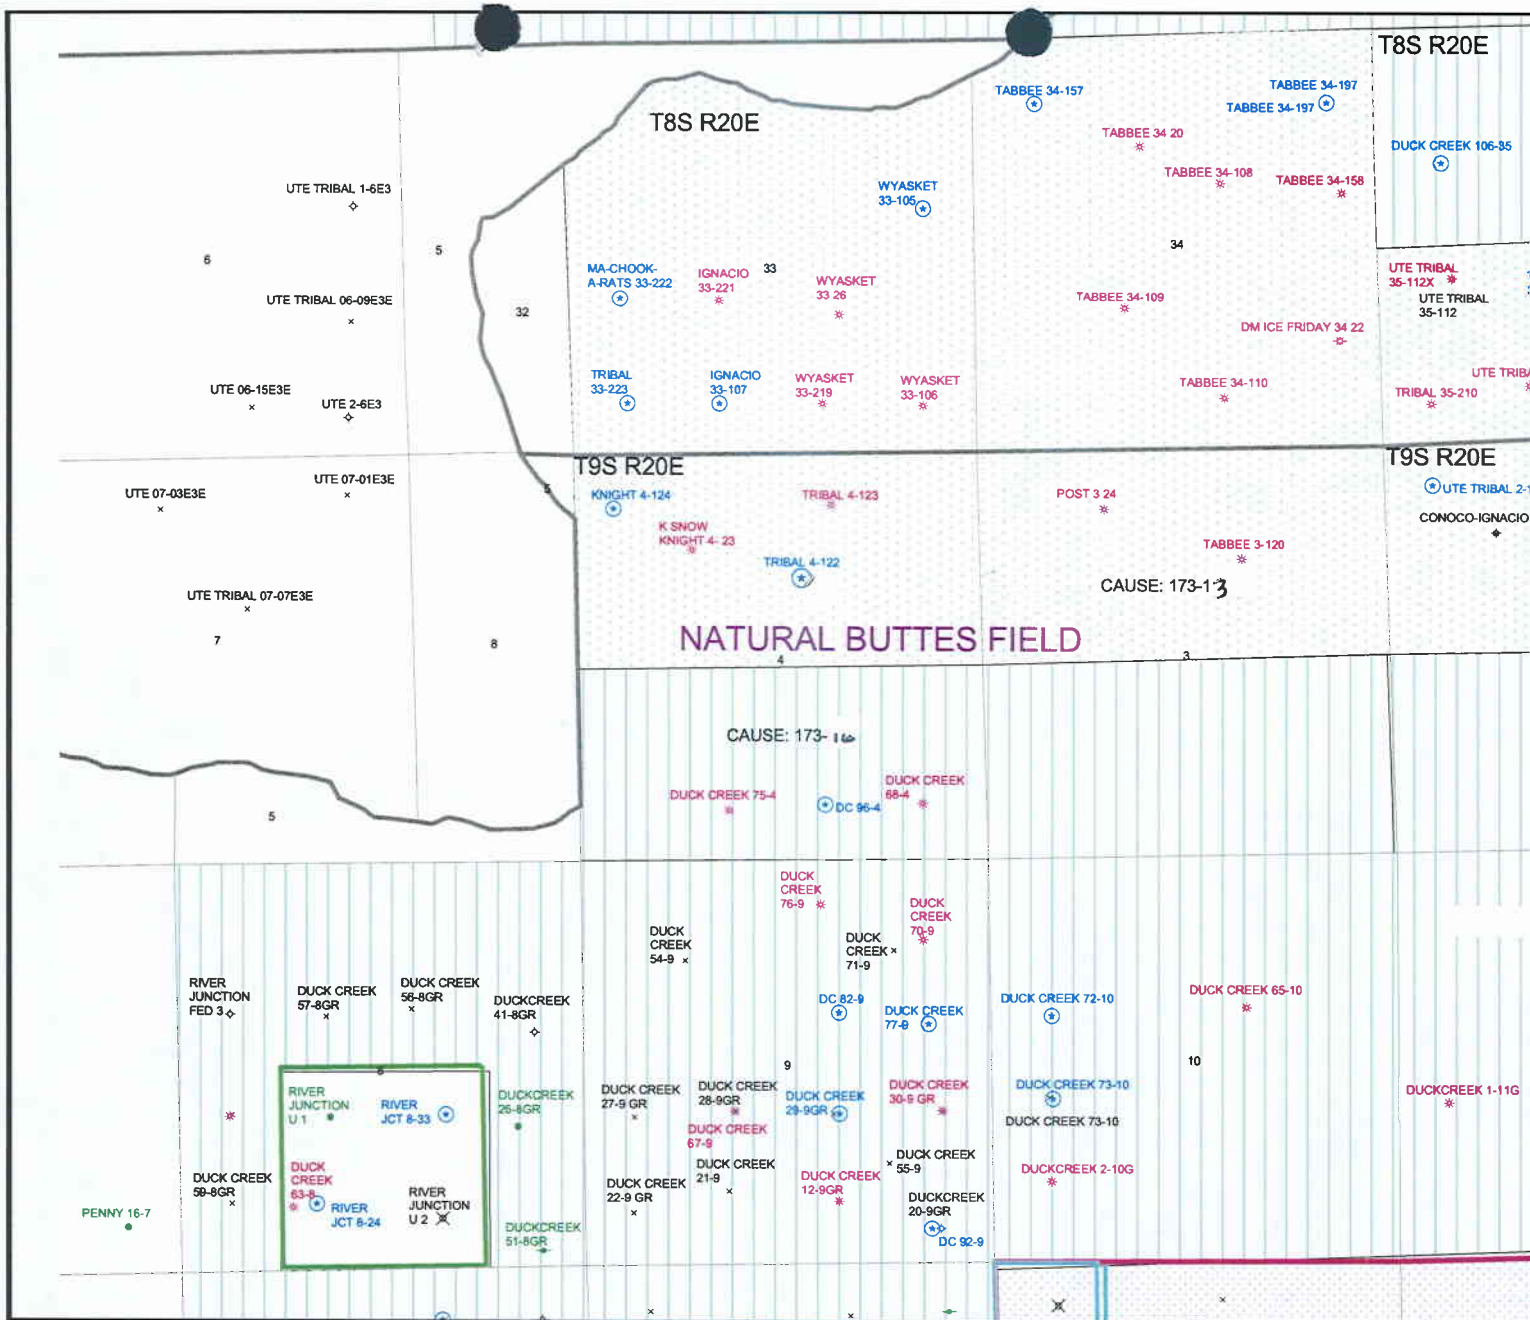 T8S R20E
T8S R20E
TABBEE 34-157
TABBEE 34-197
TABBEE 34-197
TABBEE 34 20
DUCK CREEK 106-35
TABBEE 34-108
TABBEE 34-158
UTE TRIBAL 1-6E3
WYASKET
33-105
6
5
34
33
MA-CHOOK-
A-RATS 33-222
IGNACIO
33-221
WYASKET
33 26
UTE TRIBAL
35-112X
UTE TRIBAL
35-112
UTE TRIBAL 06-09E3E
32
TABBEE 34-109
DM ICE FRIDAY 34 22
TRIBAL
33-223
IGNACIO
33-107
WYASKET
33-219
WYASKET
33-106
TABBEE 34-110
UTE TRIBA
TRIBAL 35-210
UTE 06-15E3E
UTE 2-6E3
T9S R20E
T9S R20E
UTE 07-03E3E
UTE 07-01E3E
5
KNIGHT 4-124
TRIBAL 4-123
POST 3 24
UTE TRIBAL 2-1
CONOCO-IGNACIO
K SNOW
KNIGHT 4- 23
TABBEE 3-120
TRIBAL 4-122
CAUSE: 173-13
UTE TRIBAL 07-07E3E
7
8
NATURAL BUTTES FIELD
4
3
CAUSE: 173-16
DUCK CREEK 75-4
DC 96-4
DUCK CREEK
68-4
5
DUCK
CREEK
76-9
DUCK
CREEK
70-9
DUCK
CREEK
54-9
DUCK
CREEK
71-9
RIVER
JUNCTION
FED 3
DUCK CREEK
57-8GR
DUCK CREEK
56-8GR
DUCKCREEK
41-8GR
DC 82-9
DUCK CREEK
77-9
DUCK CREEK 72-10
DUCK CREEK 65-10
8
9
10
RIVER
JUNCTION
U 1
RIVER
JCT 8-33
DUCKCREEK
26-8GR
DUCK CREEK
27-9 GR
DUCK CREEK
28-9GR
DUCK CREEK
67-9
DUCK CREEK
29-9GR
DUCK CREEK
30-9 GR
DUCK CREEK 73-10
DUCK CREEK 73-10
DUCKCREEK 1-11G
DUCK CREEK
59-8GR
DUCK
CREEK
63-8
RIVER
JCT 8-24
RIVER
JUNCTION
U 2
DUCK CREEK
22-9 GR
DUCK CREEK
21-9
DUCK CREEK
12-9GR
DUCK CREEK
55-9
DUCKCREEK 2-10G
DUCKCREEK
20-9GR
DC 92-9
PENNY 16-7
DUCKCREEK
51-8GR